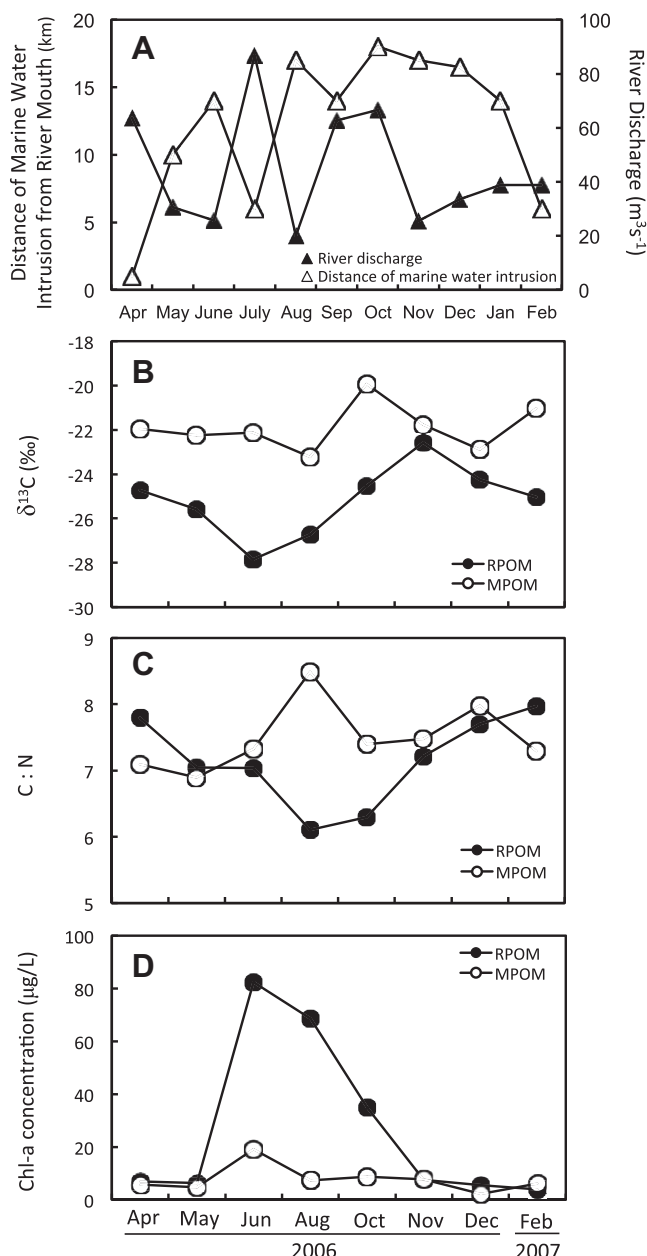 A
Distance of Marine Water
Intrusion from River Mouth (km)
20
15
10
5
0
100
80
60
40
20
0
River Discharge
(m³s⁻¹)
River discharge
Distance of marine water intrusion
Apr May June July Aug Sep Oct Nov Dec Jan Feb
B
δ¹³C (‰)
-18
-20
-22
-24
-26
-28
-30
RPOM
MPOM
C
C : N
9
8
7
6
5
RPOM
MPOM
D
Chl-a concentration (µg/L)
100
80
60
40
20
0
RPOM
MPOM
Apr May Jun Aug Oct Nov Dec Feb
2006 2007